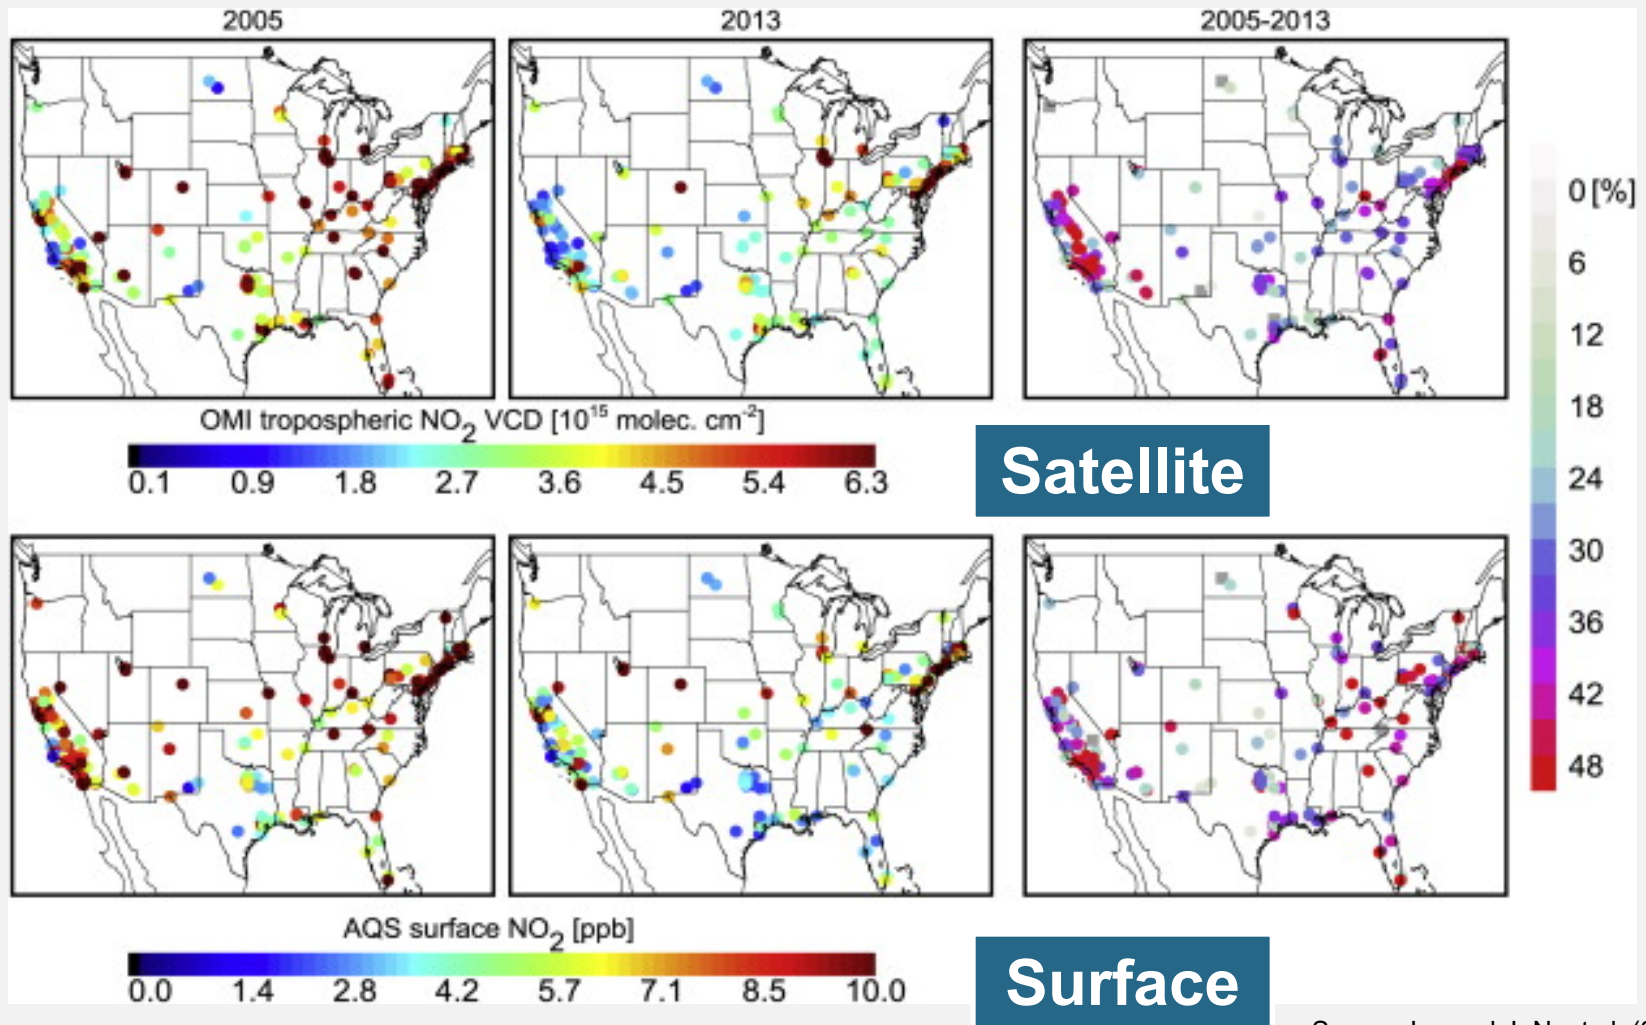 2005
2013
2005-2013
0 [%]
6
12
18
24
30
36
42
48
OMI tropospheric NO2 VCD [10^15 molec. cm^-2]
0.1 0.9 1.8 2.7 3.6 4.5 5.4 6.3
Satellite
AQS surface NO2 [ppb]
0.0 1.4 2.8 4.2 5.7 7.1 8.5 10.0
Surface